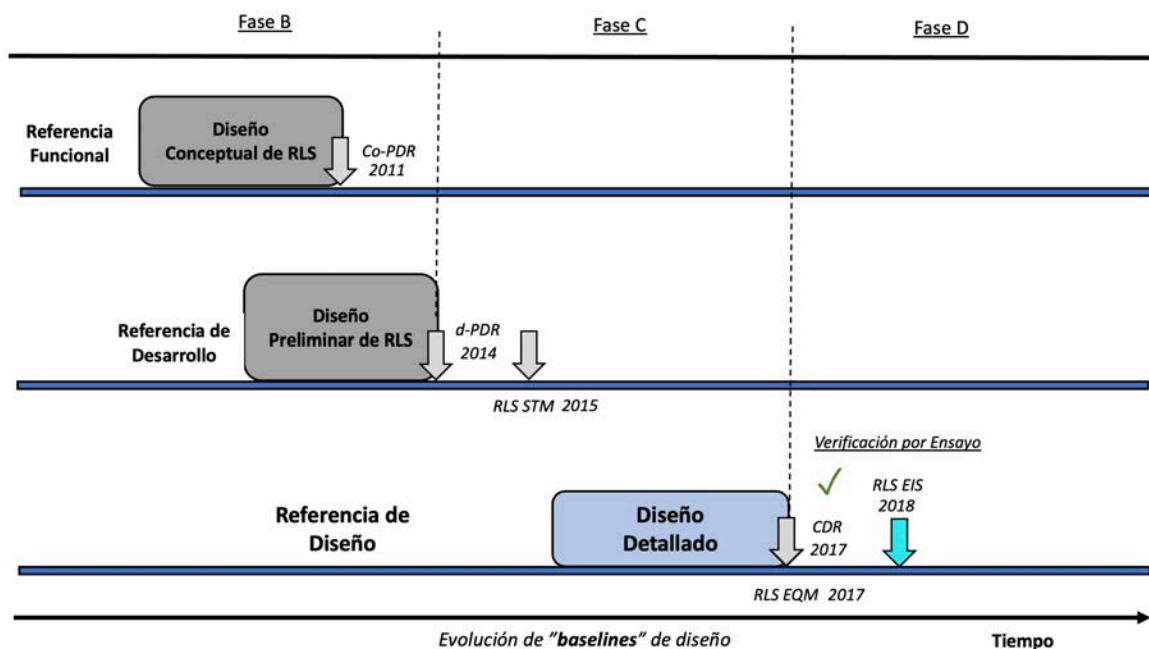 Fase B
Fase C
Fase D
Referencia
Funcional
Diseño
Conceptual de RLS
Co-PDR
2011
Referencia de
Desarrollo
Diseño
Preliminar de RLS
d-PDR
2014
RLS STM 2015
Verificación por Ensayo
Referencia de
Diseño
Diseño
Detallado
CDR
2017
RLS EIS
2018
RLS EQM 2017
Evolución de ”baselines” de diseño
Tiempo